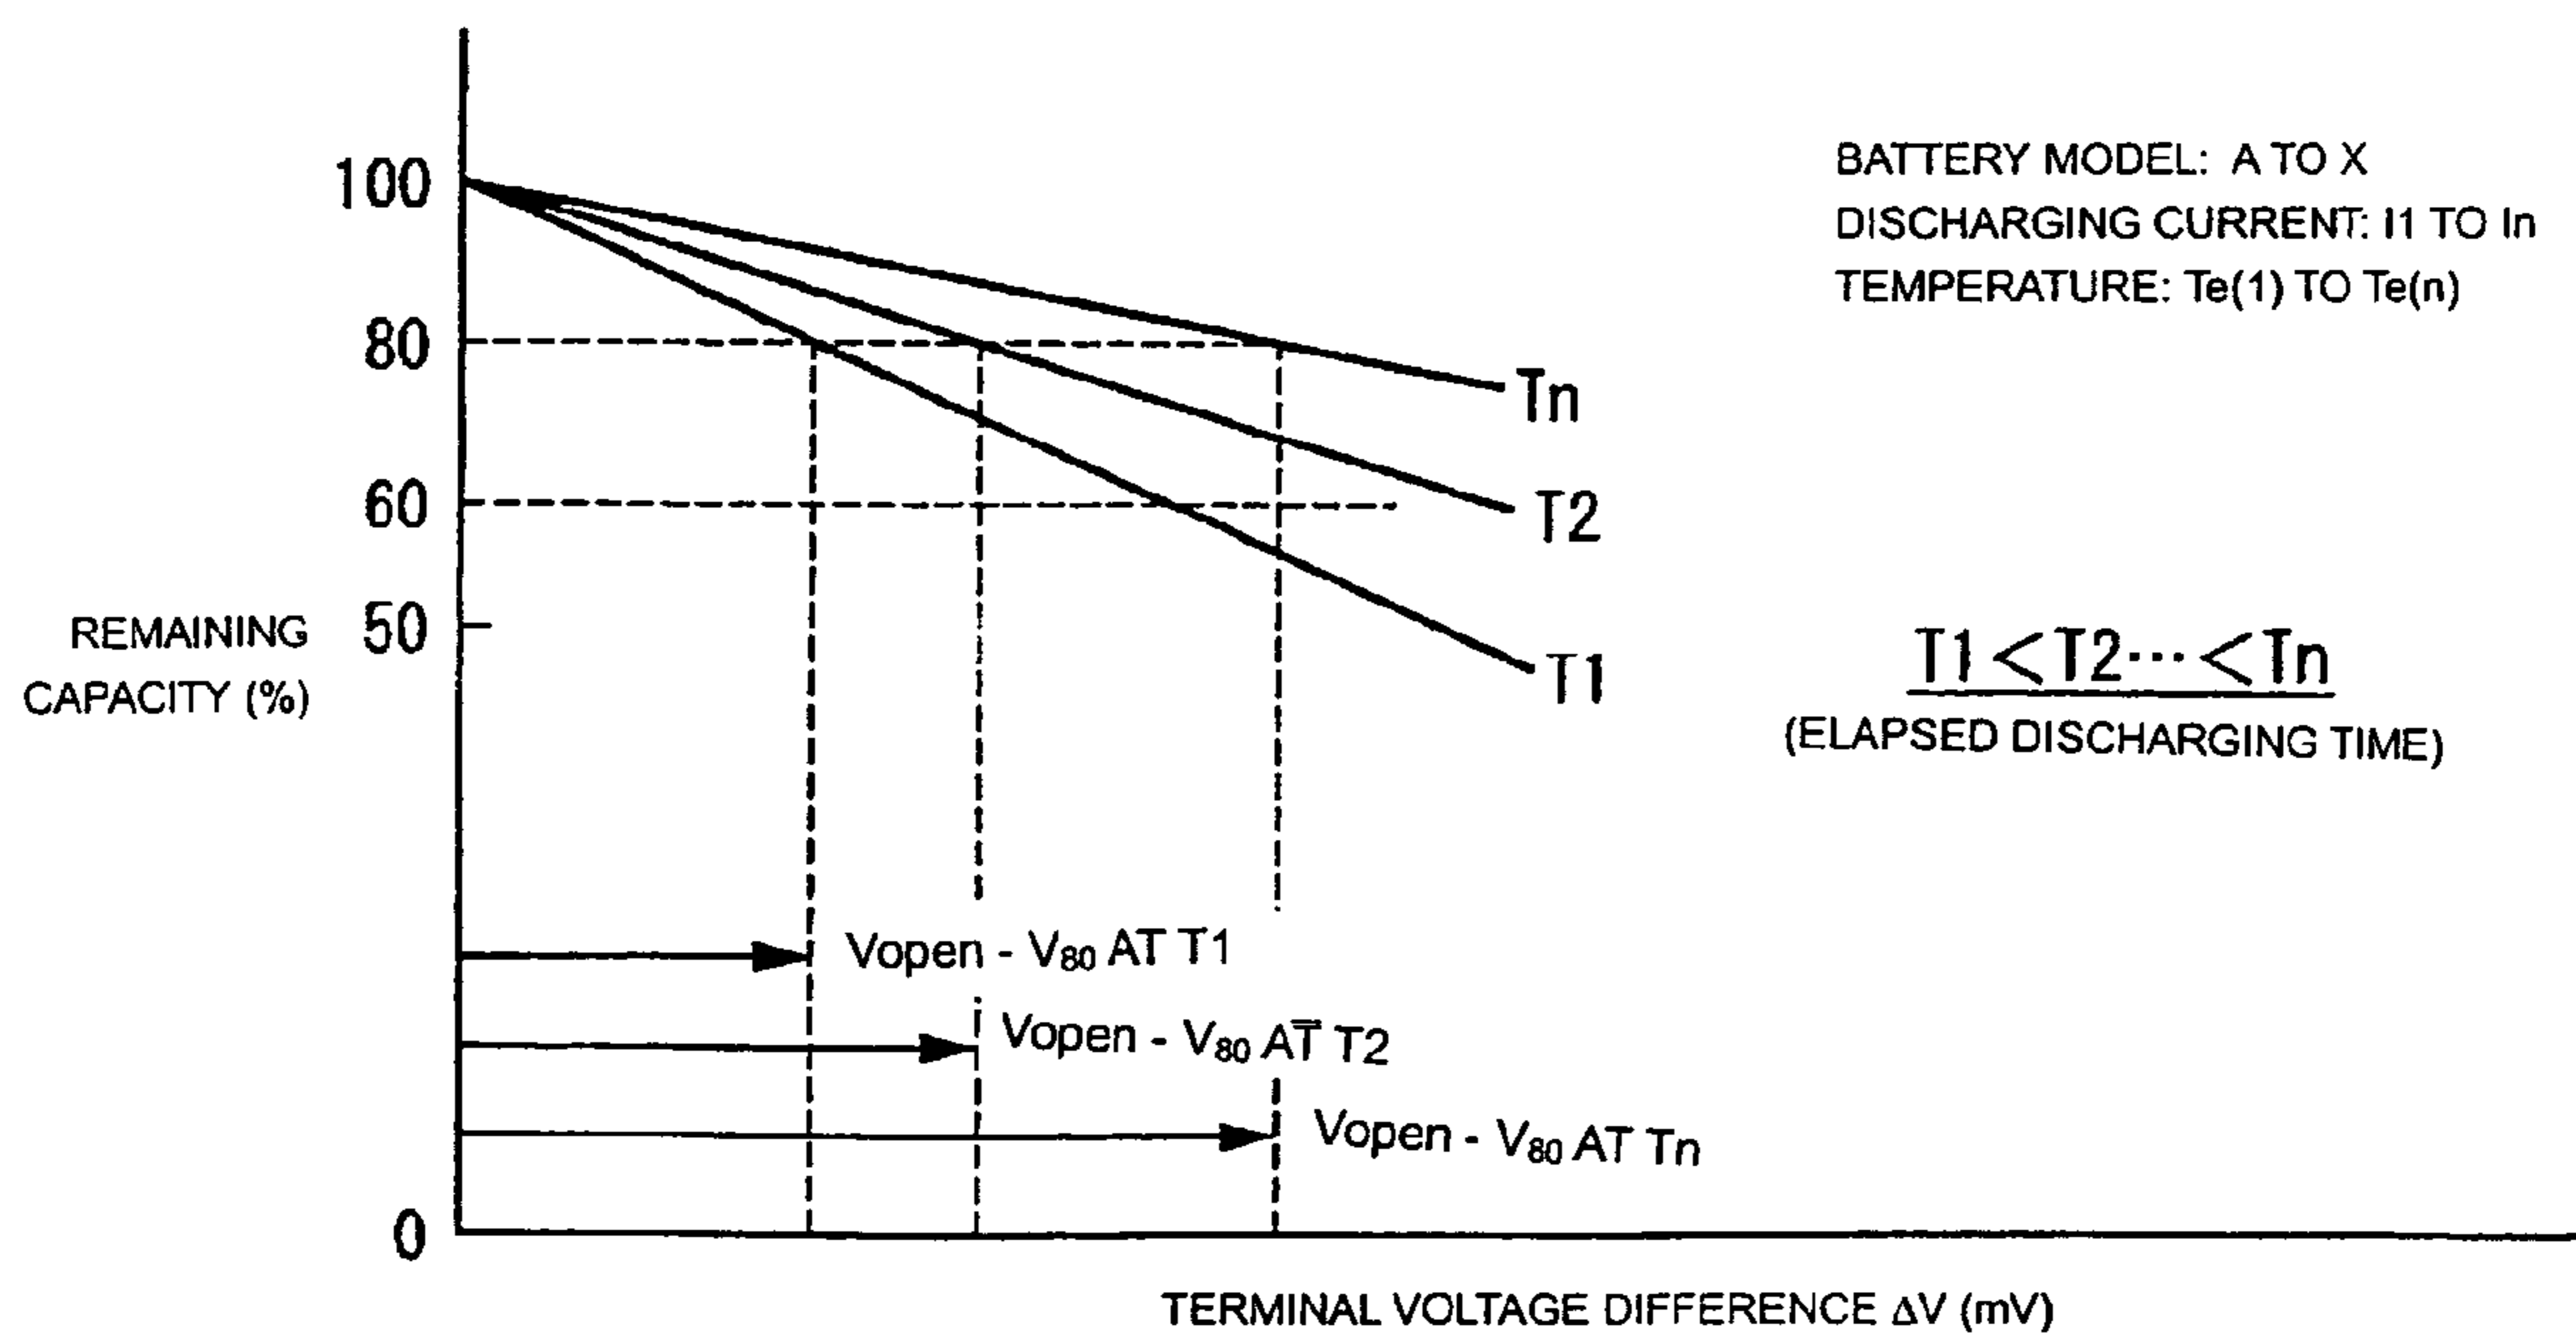 100
80
60
50
0
REMAINING
CAPACITY (%)
BATTERY MODEL: A TO X
DISCHARGING CURRENT: I1 TO In
TEMPERATURE: Te(1) TO Te(n)
Tn
T2
T1
T1<T2···<Tn
(ELAPSED DISCHARGING TIME)
Vopen - V₈₀ AT T1
Vopen - V₈₀ AT T2
Vopen - V₈₀ AT Tn
TERMINAL VOLTAGE DIFFERENCE ΔV (mV)